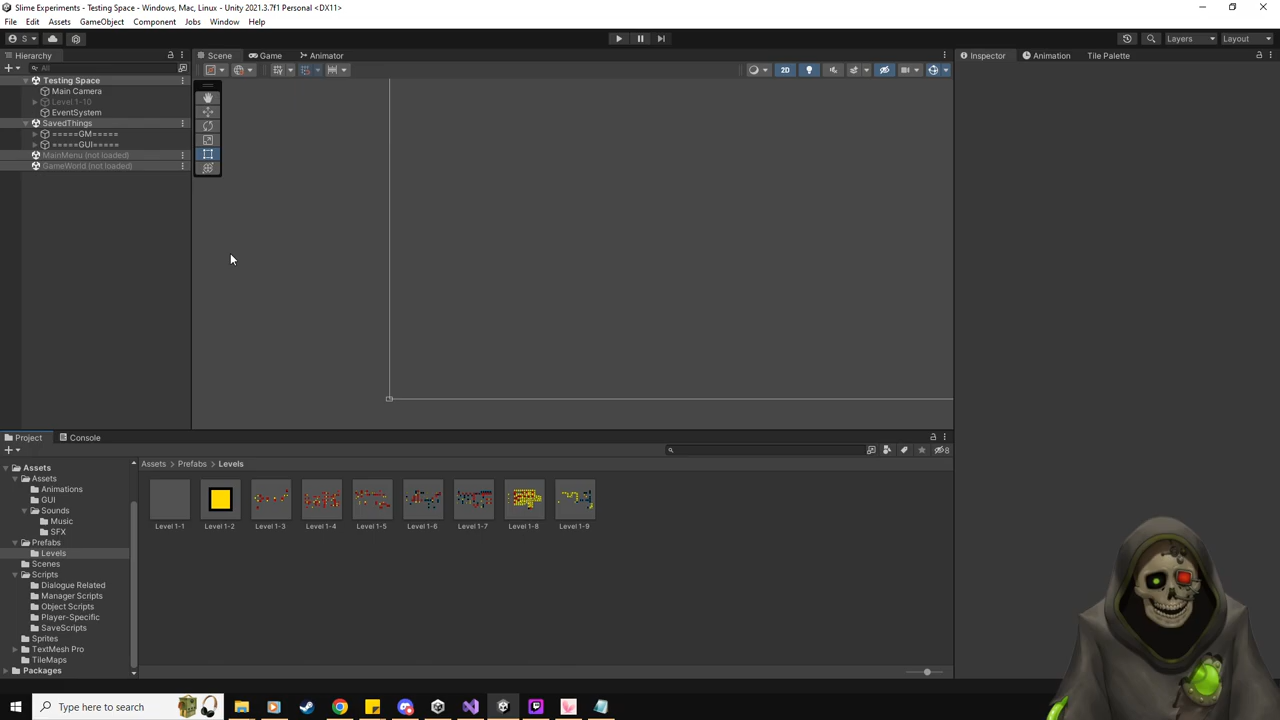 Slime Experiments - Testing Space - Windows, Mac, Linux - Unity 2021.3.7f1 Personal <DX11>
File Edit Assets GameObject Component Jobs Window Help
S Layers Layout
Hierarchy Scene Game Animator Inspector Animation Tile Palette
All
Testing Space
2D
Main Camera
Level 1-10
EventSystem
SavedThings
=====GM=====
=====GUI=====
MainMenu (not loaded)
GameWorld (not loaded)
Project Console
8
Assets > Prefabs > Levels
Assets
Assets
Animations
GUI
Sounds
Music
SFX
Prefabs
Levels
Scenes
Scripts
Dialogue Related
Manager Scripts
Object Scripts
Player-Specific
SaveScripts
Sprites
TextMesh Pro
TileMaps
Packages
Level 1-1 Level 1-2 Level 1-3 Level 1-4 Level 1-5 Level 1-6 Level 1-7 Level 1-8 Level 1-9
Type here to search